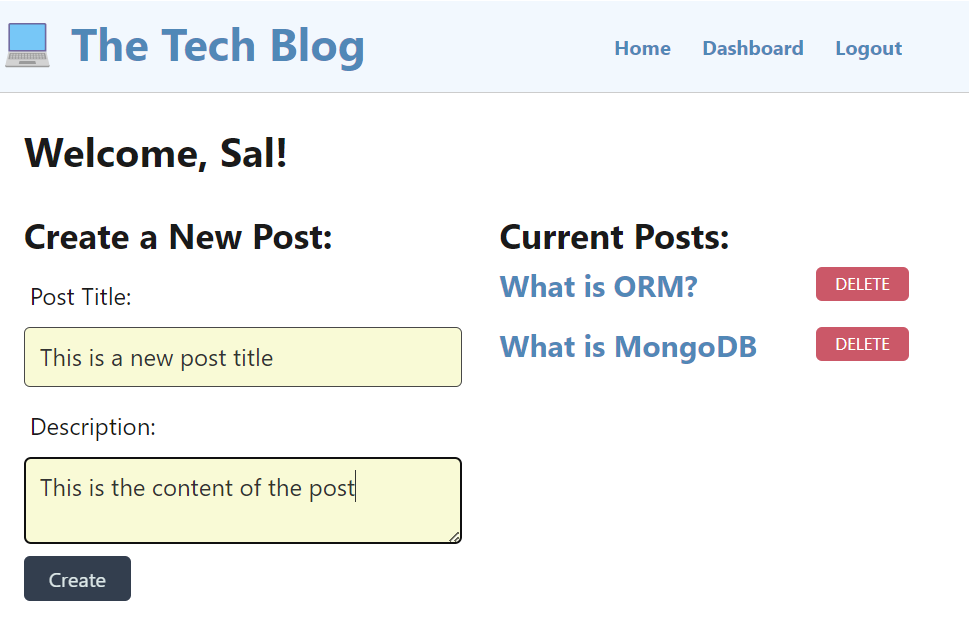 The Tech Blog
Home Dashboard Logout
Welcome, Sal!
Create a New Post:
Post Title:
This is a new post title
Description:
This is the content of the post
Create
Current Posts:
What is ORM? DELETE
What is MongoDB DELETE